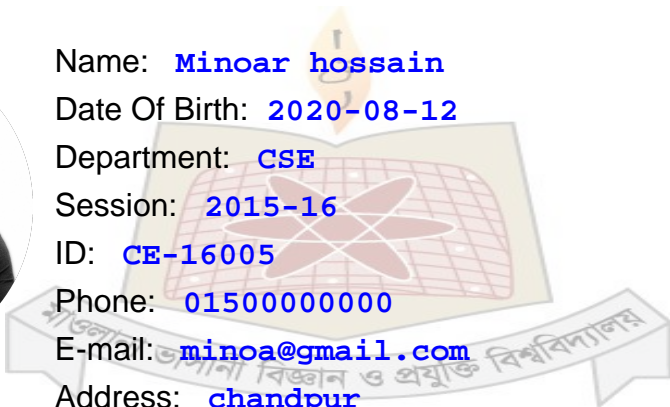 Name: Minoar hossain
Date Of Birth: 2020-08-12
Department: CSE
Session: 2015-16
ID: CE-16005
Phone: 01500000000
E-mail: minoa@gmail.com
Address: chandpur
মাওলানা ভাসানী বিজ্ঞান ও প্রযুক্তি বিশ্ববিদ্যালয়